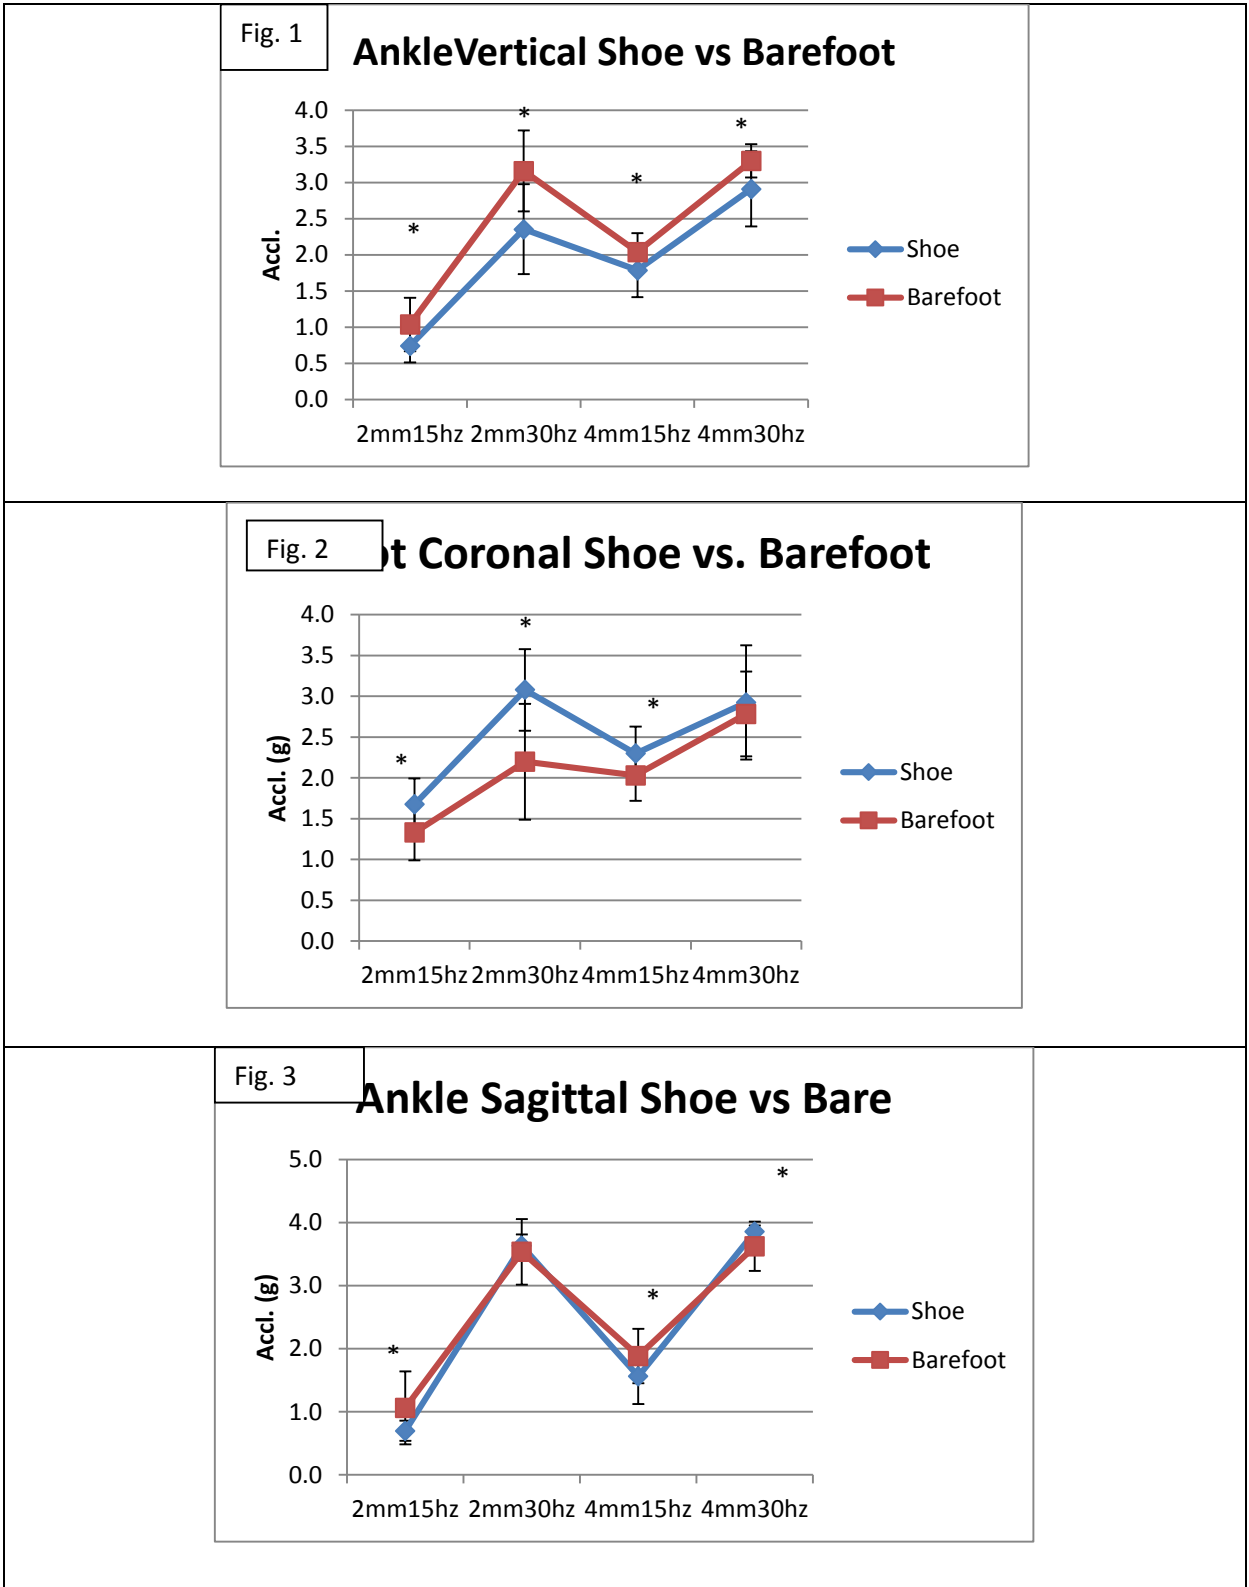 Fig. 1
AnkleVertical Shoe vs Barefoot
Accl.
4.0
3.5
3.0
2.5
2.0
1.5
1.0
0.5
0.0
*
*
*
*
2mm15hz 2mm30hz 4mm15hz 4mm30hz
Shoe
Barefoot
Fig. 2
ot Coronal Shoe vs. Barefoot
Accl. (g)
4.0
3.5
3.0
2.5
2.0
1.5
1.0
0.5
0.0
*
*
*
2mm15hz 2mm30hz 4mm15hz 4mm30hz
Shoe
Barefoot
Fig. 3
Ankle Sagittal Shoe vs Bare
Accl. (g)
5.0
4.0
3.0
2.0
1.0
0.0
*
*
*
2mm15hz 2mm30hz 4mm15hz 4mm30hz
Shoe
Barefoot